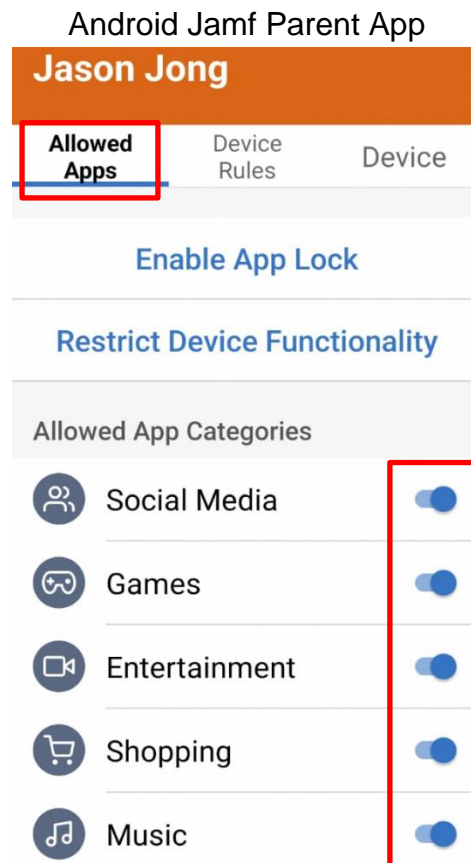 Android Jamf Parent App
Jason Jong
Allowed
Apps
Device
Rules
Device
Enable App Lock
Restrict Device Functionality
Allowed App Categories
Social Media
Games
Entertainment
Shopping
Music